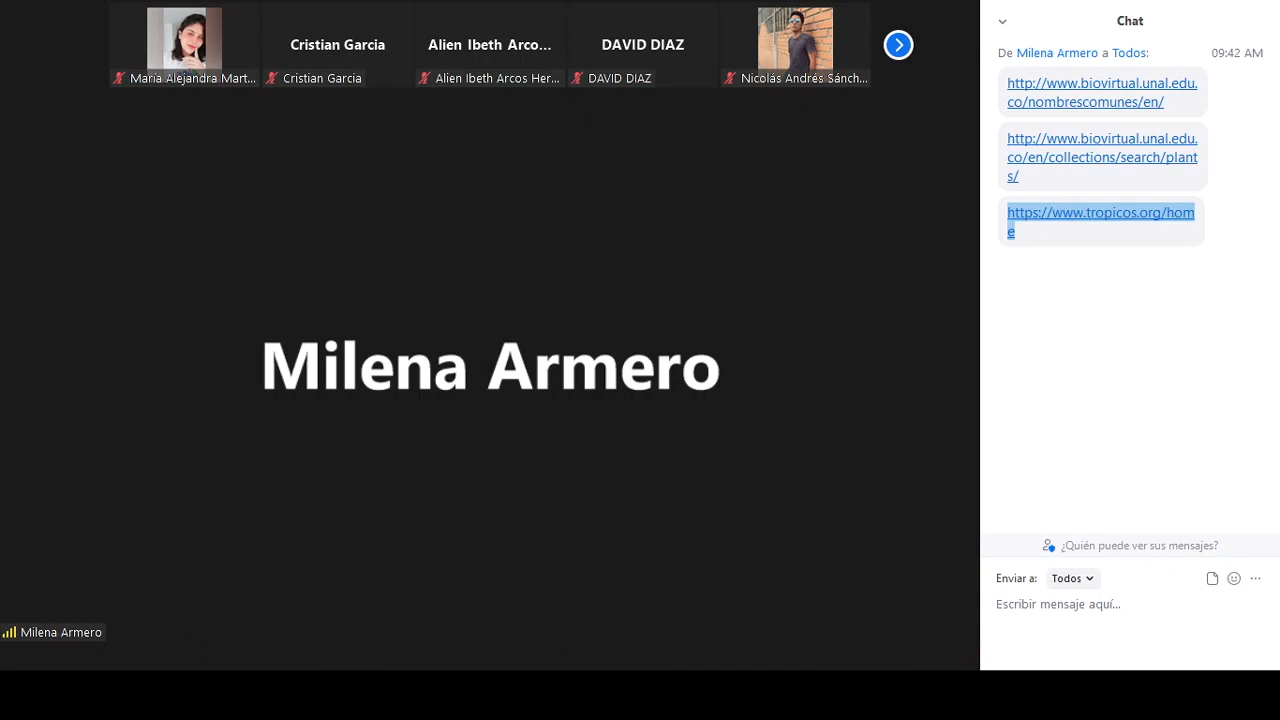 Cristian Garcia
Alien Ibeth Arco...
DAVID DIAZ
María Alejandra Mart...
Cristian Garcia
Alien Ibeth Arcos Her...
DAVID DIAZ
Nicolás Andrés Sánch...
Milena Armero
Milena Armero
Chat
De Milena Armero a Todos:
09:42 AM
http://www.biovirtual.unal.edu.
co/nombrescomunes/en/
http://www.biovirtual.unal.edu.
co/en/collections/search/plant
s/
https://www.tropicos.org/hom
e
¿Quién puede ver sus mensajes?
Enviar a: Todos
Escribir mensaje aquí...